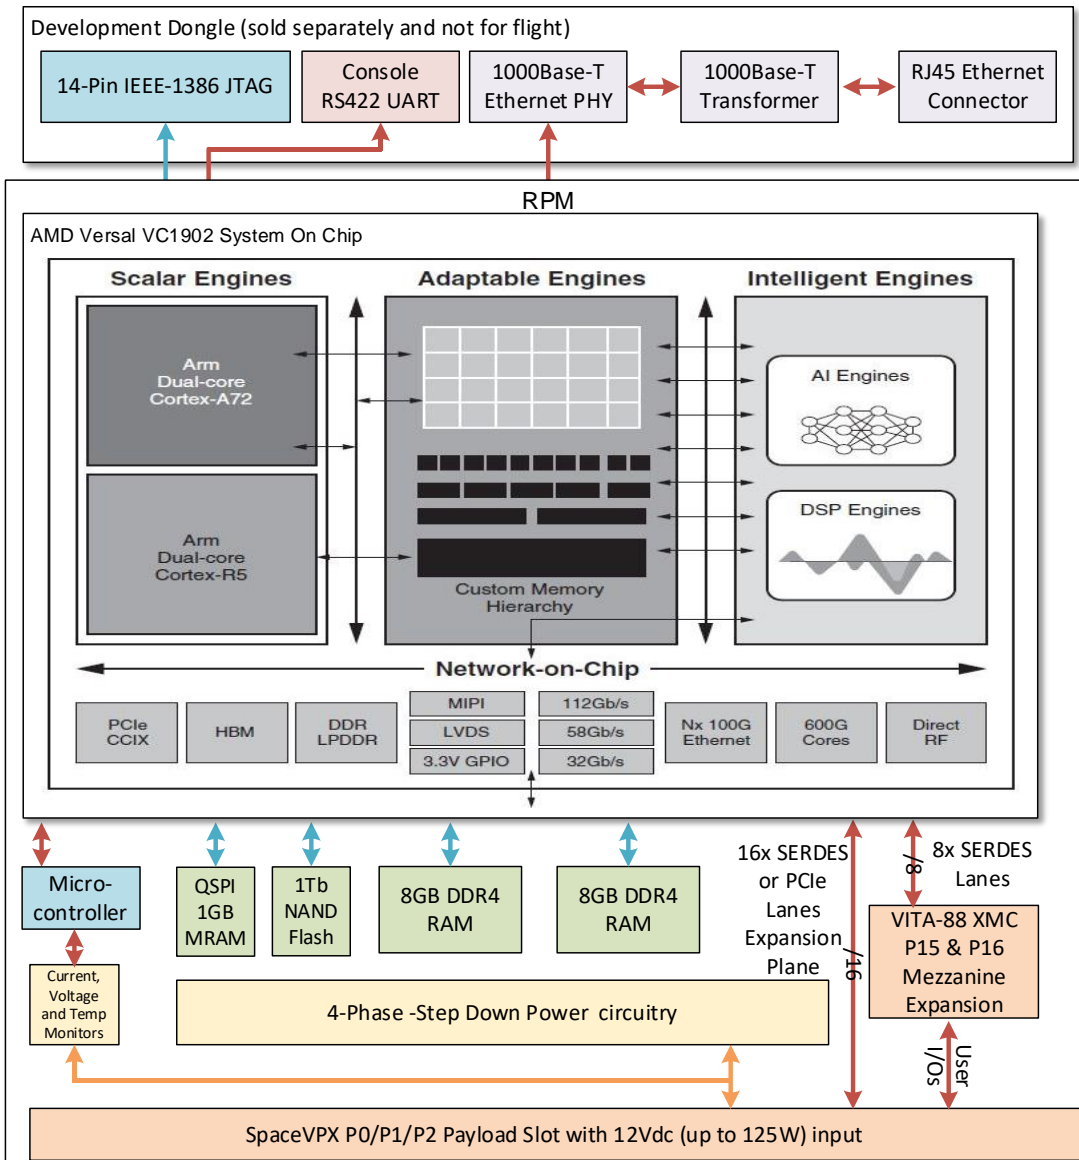 Development Dongle (sold separately and not for flight)
14-Pin IEEE-1386 JTAG
Console
RS422 UART
1000Base-T
Ethernet PHY
1000Base-T
Transformer
RJ45 Ethernet
Connector
RPM
AMD Versal VC1902 System On Chip
Scalar Engines
Adaptable Engines
Intelligent Engines
Arm
Dual-core
Cortex-A72
Arm
Dual-core
Cortex-R5
Custom Memory
Hierarchy
AI Engines
DSP Engines
Network-on-Chip
PCIe
CCIX
HBM
DDR
LPDDR
MIPI
LVDS
3.3V GPIO
112Gb/s
58Gb/s
32Gb/s
Nx 100G
Ethernet
600G
Cores
Direct
RF
Micro-
controller
QSPI
1GB
MRAM
1Tb
NAND
Flash
8GB DDR4
RAM
8GB DDR4
RAM
16x SERDES
or PCIe
Lanes
Expansion
Plane
/16
/8
8x SERDES
Lanes
VITA-88 XMC
P15 & P16
Mezzanine
Expansion
Current,
Voltage
and Temp
Monitors
4-Phase -Step Down Power circuitry
User
I/Os
SpaceVPX P0/P1/P2 Payload Slot with 12Vdc (up to 125W) input